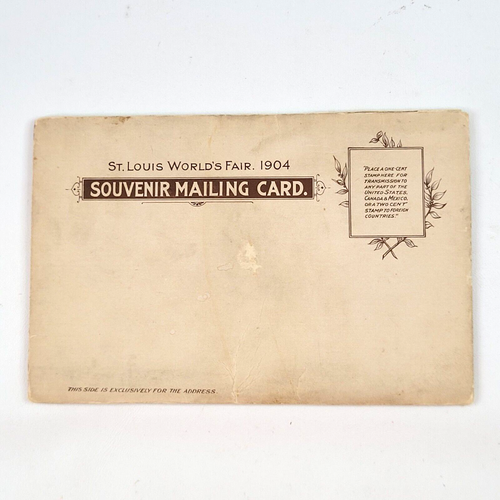 ST. LOUIS WORLD'S FAIR. 1904
SOUVENIR MAILING CARD.
"PLACE A ONE-CENT
STAMP HERE FOR
TRANSMISSION TO
ANY PART OF THE
UNITED STATES,
CANADA & MEXICO,
OR A TWO CENT
STAMP TO FOREIGN
COUNTRIES."
THIS SIDE IS EXCLUSIVELY FOR THE ADDRESS.